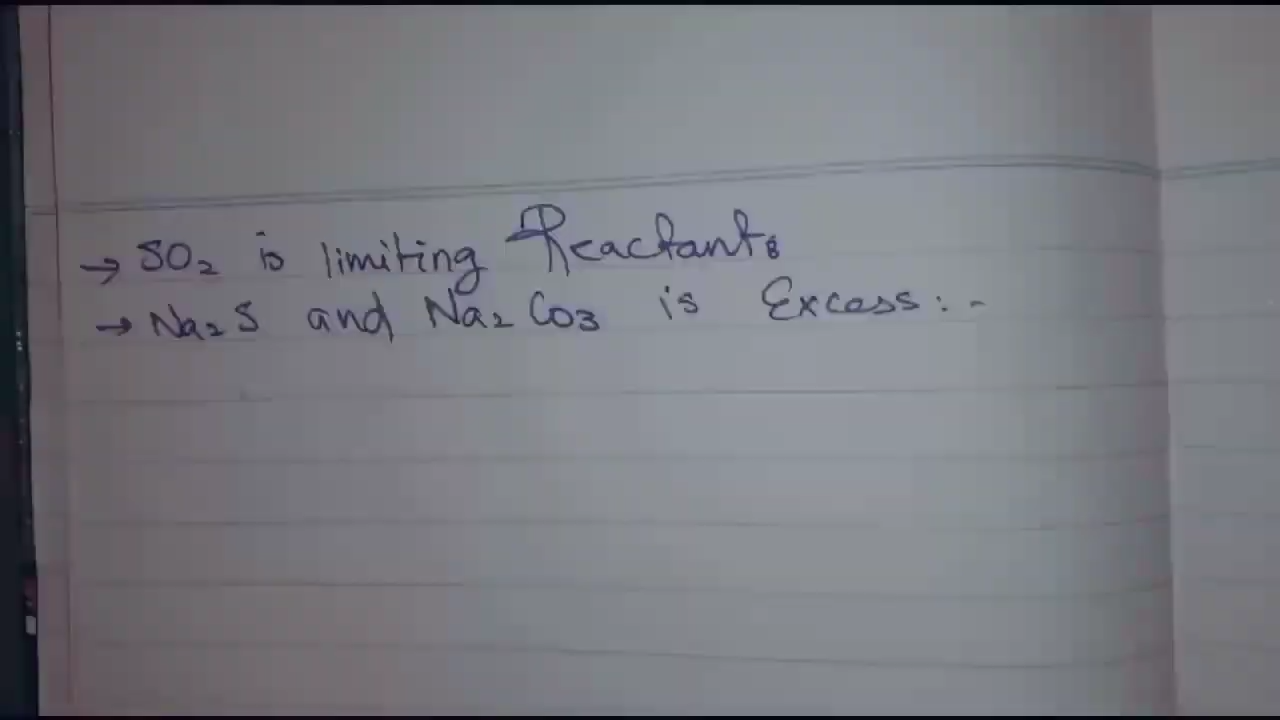 → SO₂ is limiting Reactant:
→ Na₂S and Na₂CO₃ is Excess:-